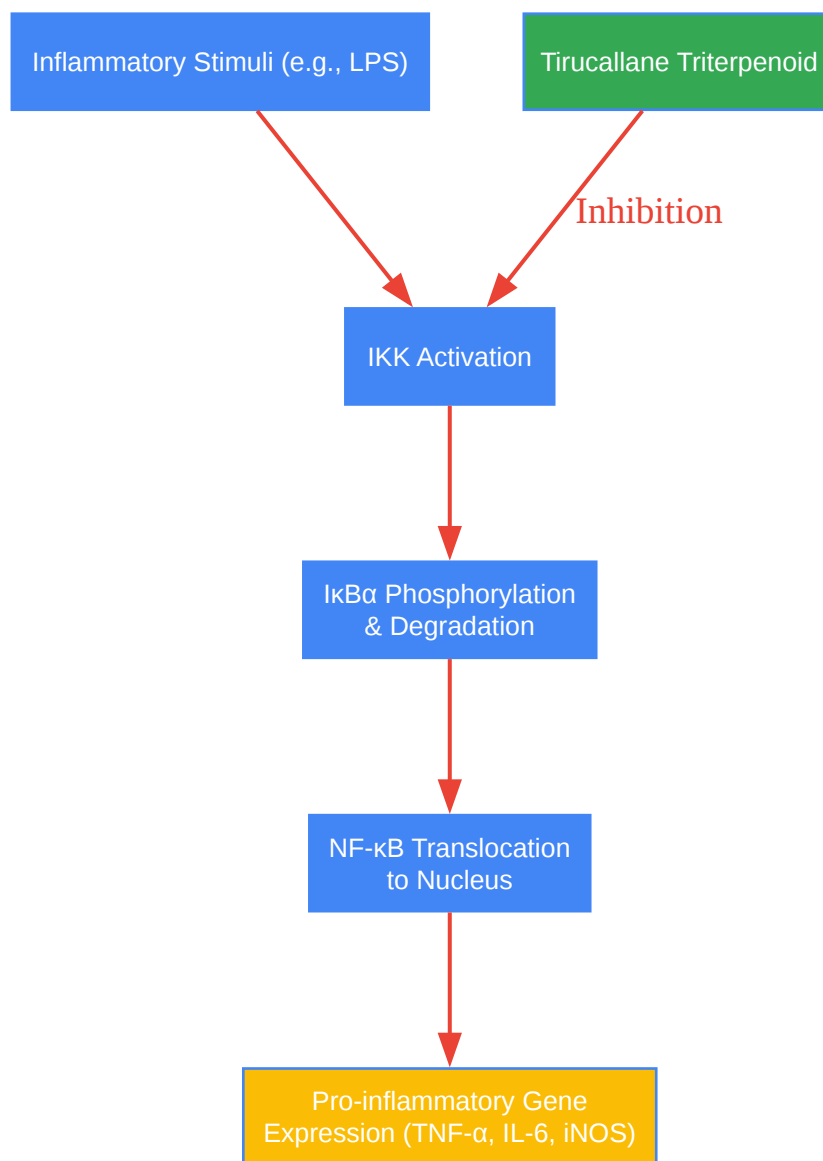 Inflammatory Stimuli (e.g., LPS)
Tirucallane Triterpenoid
Inhibition
IKK Activation
IκBα Phosphorylation
& Degradation
NF-κB Translocation
to Nucleus
Pro-inflammatory Gene
Expression (TNF-α, IL-6, iNOS)